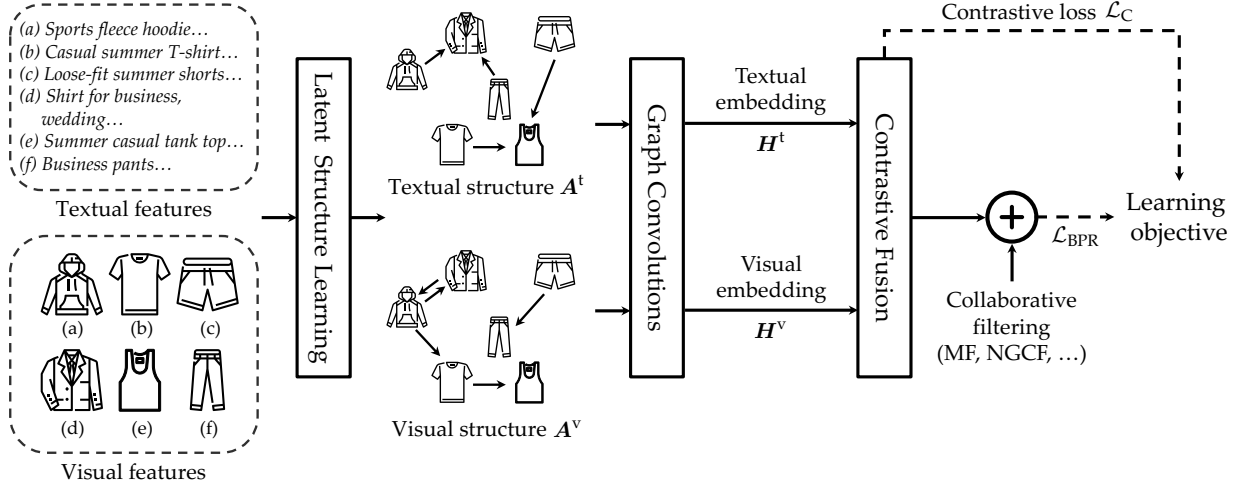 (a) Sports fleece hoodie…
(b) Casual summer T-shirt…
(c) Loose-fit summer shorts…
(d) Shirt for business,
wedding…
(e) Summer casual tank top…
(f) Business pants…
Textual features
(a) (b) (c)
(d) (e) (f)
Visual features
Latent Structure Learning
Textual structure A^t
Visual structure A^v
Graph Convolutions
Textual
embedding
H^t
Visual
embedding
H^v
Contrastive Fusion
Contrastive loss ℒ_C
+
ℒ_BPR
Learning
objective
Collaborative
filtering
(MF, NGCF, …)